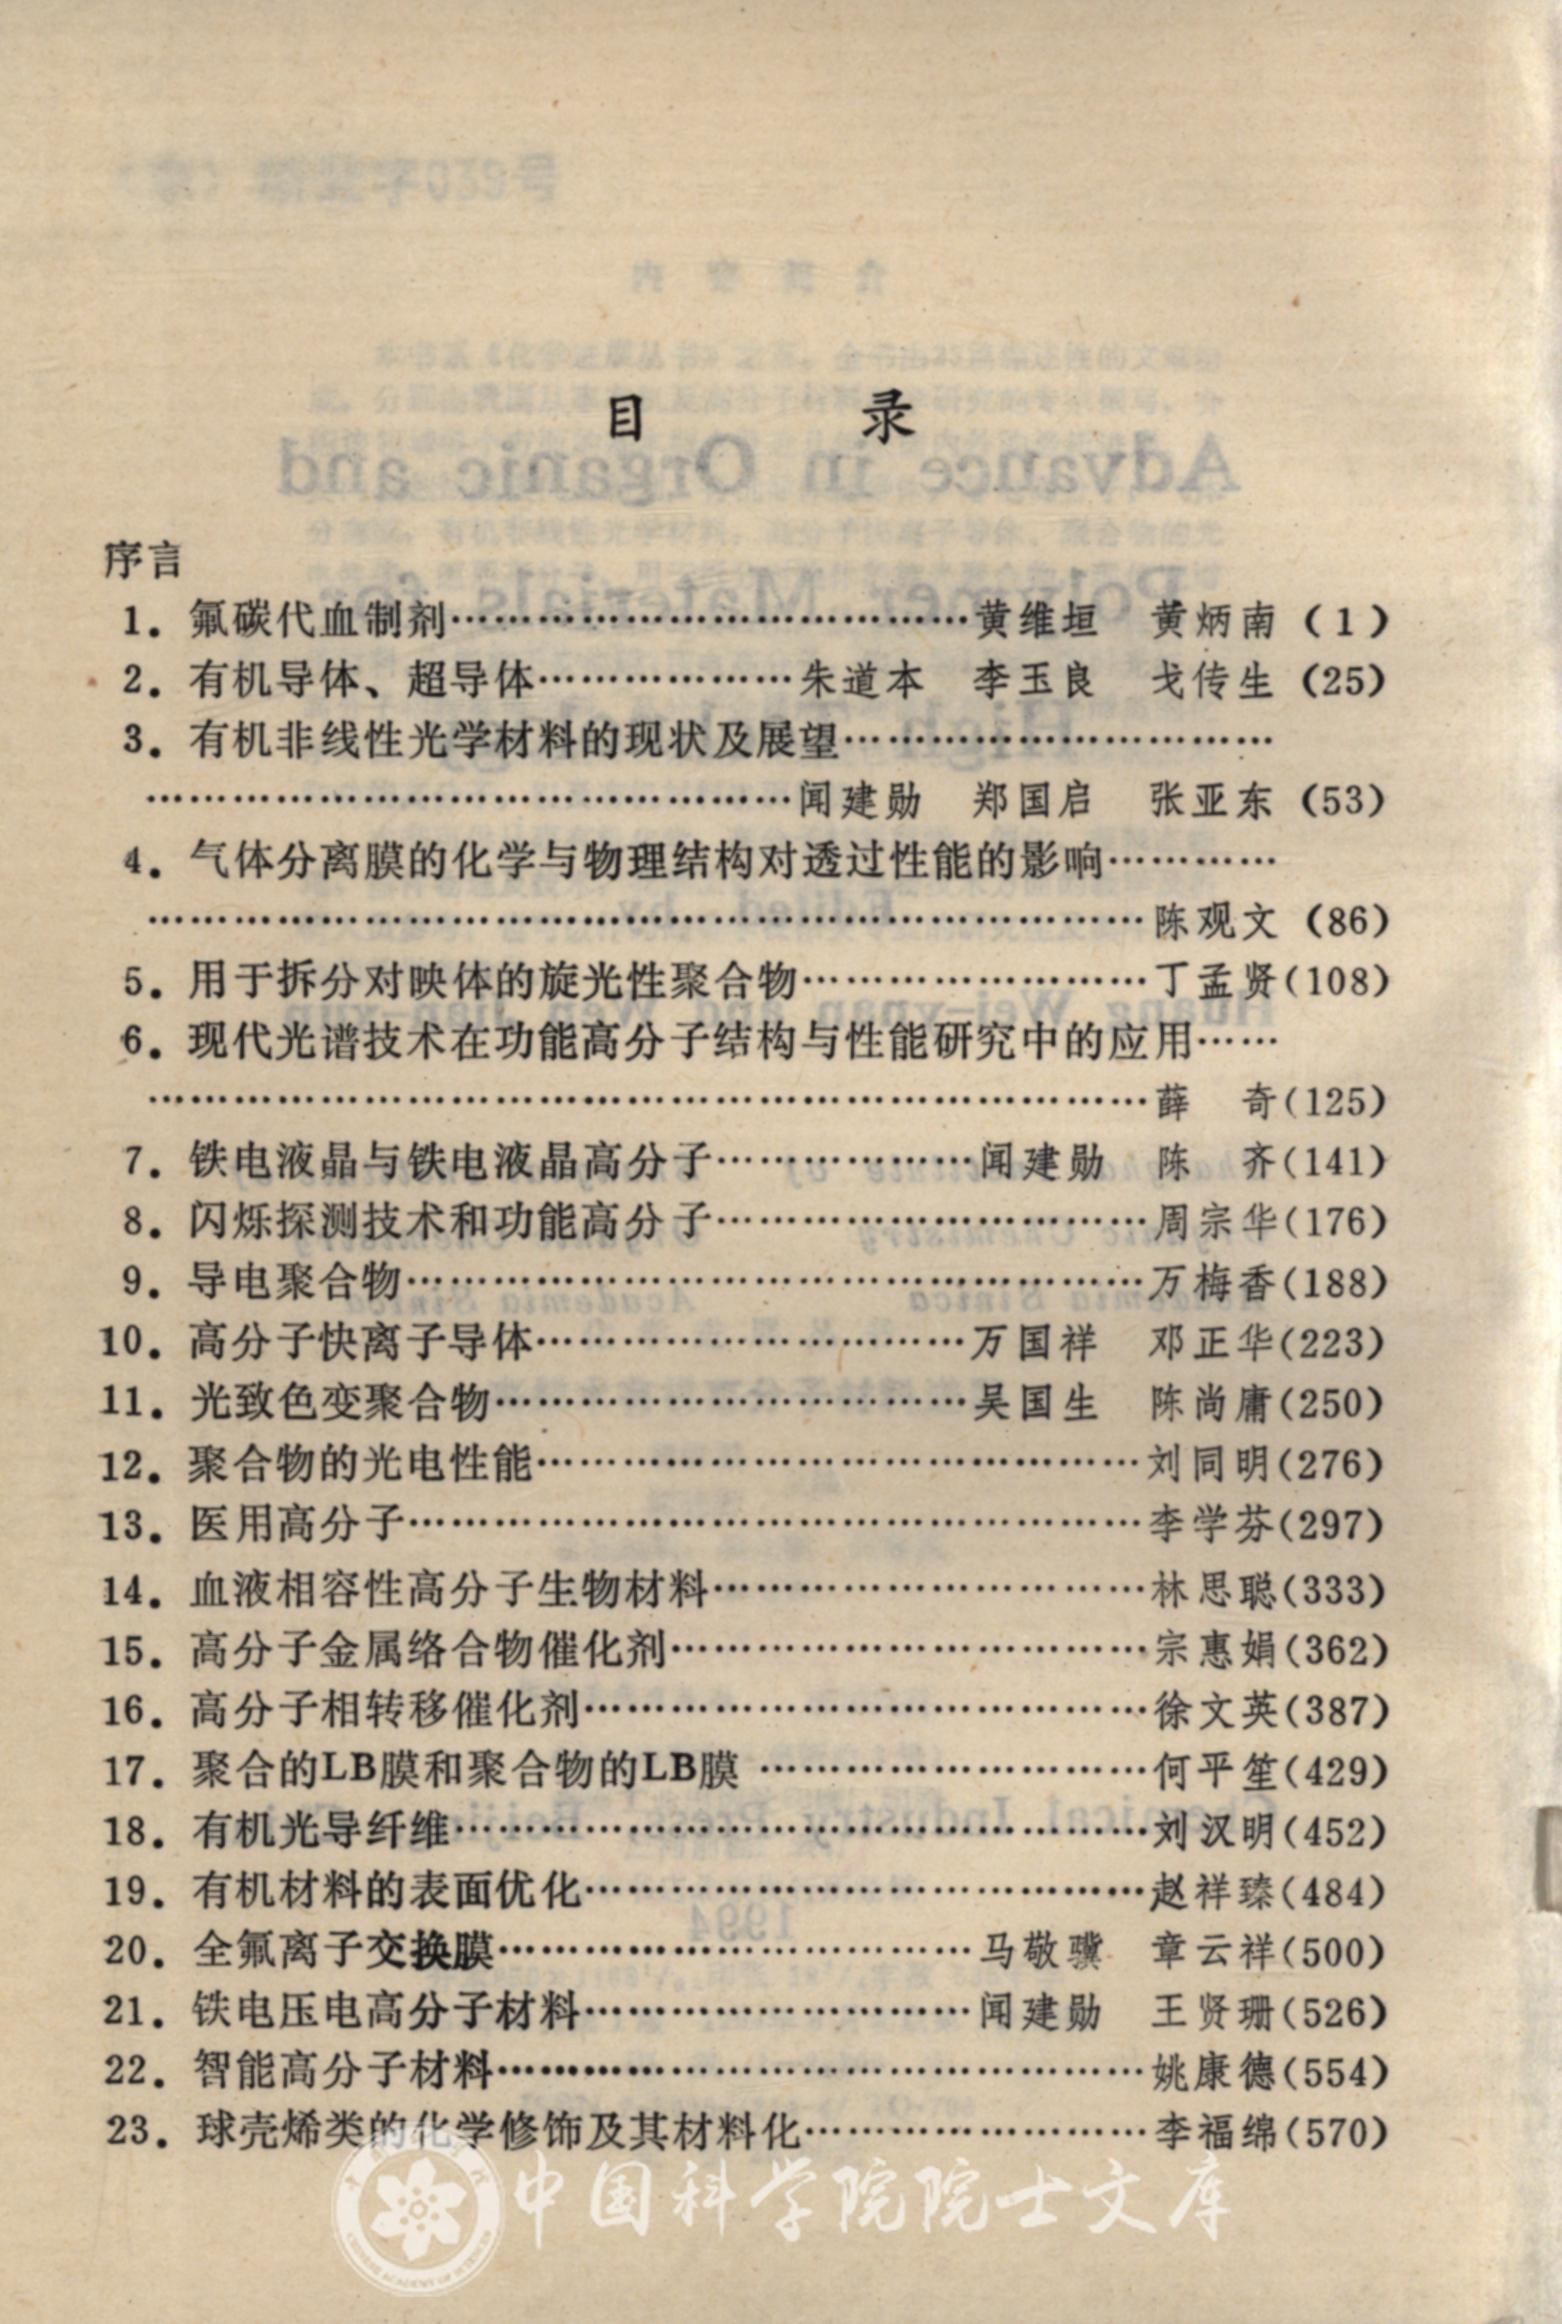 目 录
序言
1. 氟碳代血制剂……………………………黄维垣 黄炳南 (1)
2. 有机导体、超导体………………朱道本 李玉良 戈传生 (25)
3. 有机非线性光学材料的现状及展望…………………………
………………………………………闻建勋 郑国启 张亚东 (53)
4. 气体分离膜的化学与物理结构对透过性能的影响…………
……………………………………………………………陈观文 (86)
5. 用于拆分对映体的旋光性聚合物……………………丁孟贤(108)
6. 现代光谱技术在功能高分子结构与性能研究中的应用……
……………………………………………………………薛 奇(125)
7. 铁电液晶与铁电液晶高分子………………闻建勋 陈 齐(141)
8. 闪烁探测技术和功能高分子…………………………周宗华(176)
9. 导电聚合物……………………………………………万梅香(188)
10. 高分子快离子导体…………………………万国祥 邓正华(223)
11. 光致色变聚合物……………………………吴国生 陈尚庸(250)
12. 聚合物的光电性能……………………………………刘同明(276)
13. 医用高分子……………………………………………李学芬(297)
14. 血液相容性高分子生物材料…………………………林思聪(333)
15. 高分子金属络合物催化剂……………………………宗惠娟(362)
16. 高分子相转移催化剂…………………………………徐文英(387)
17. 聚合的LB膜和聚合物的LB膜 ………………………何平笙(429)
18. 有机光导纤维…………………………………………刘汉明(452)
19. 有机材料的表面优化…………………………………赵祥臻(484)
20. 全氟离子交换膜……………………………马敬骥 章云祥(500)
21. 铁电压电高分子材料………………………闻建勋 王贤珊(526)
22. 智能高分子材料………………………………………姚康德(554)
23. 球壳烯类的化学修饰及其材料化……………………李福绵(570)
中国科学院院士文库